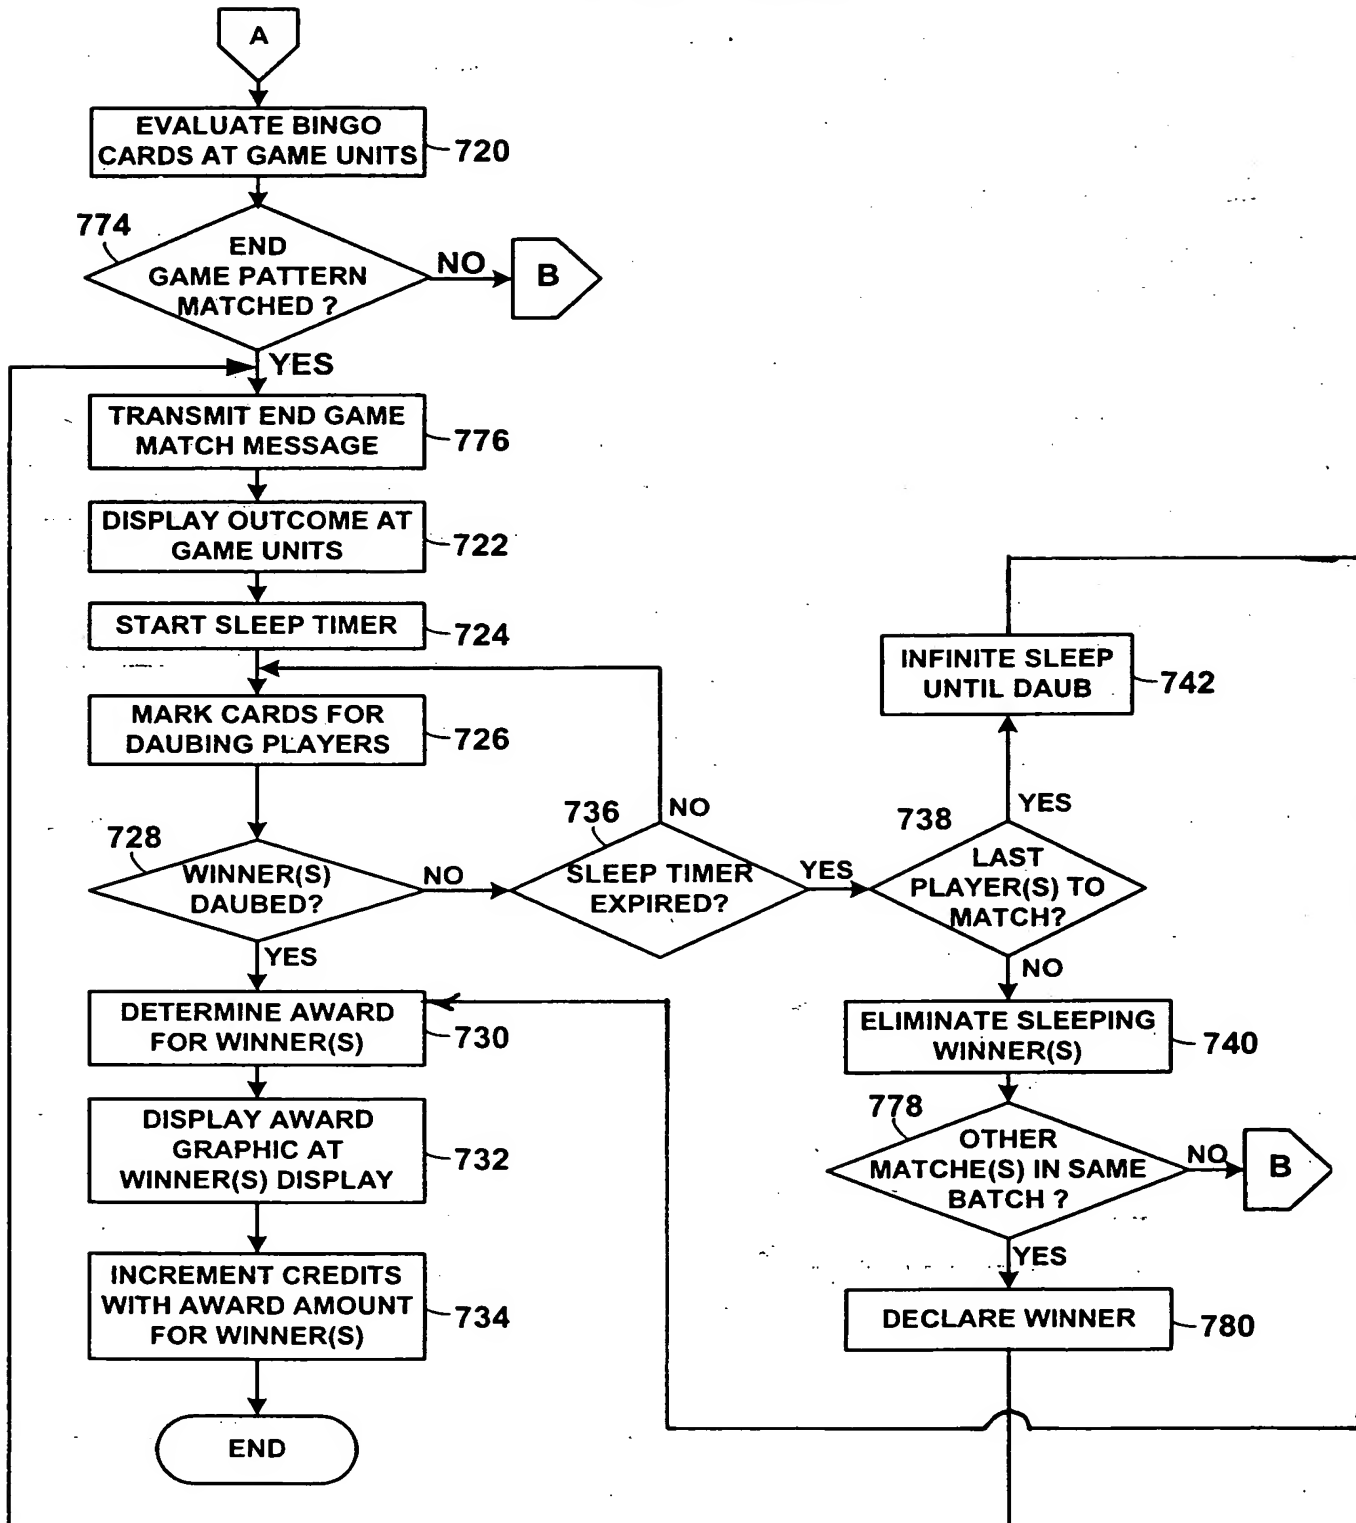 A
EVALUATE BINGO
CARDS AT GAME UNITS
720
774
END
GAME PATTERN
MATCHED ?
NO
B
YES
TRANSMIT END GAME
MATCH MESSAGE
776
DISPLAY OUTCOME AT
GAME UNITS
722
START SLEEP TIMER
724
MARK CARDS FOR
DAUBING PLAYERS
726
728
WINNER(S)
DAUBED?
NO
YES
736
SLEEP TIMER
EXPIRED?
NO
YES
738
LAST
PLAYER(S) TO
MATCH?
YES
INFINITE SLEEP
UNTIL DAUB
742
NO
ELIMINATE SLEEPING
WINNER(S)
740
778
OTHER
MATCHE(S) IN SAME
BATCH ?
NO
B
YES
DECLARE WINNER
780
DETERMINE AWARD
FOR WINNER(S)
730
DISPLAY AWARD
GRAPHIC AT
WINNER(S) DISPLAY
732
INCREMENT CREDITS
WITH AWARD AMOUNT
FOR WINNER(S)
734
END